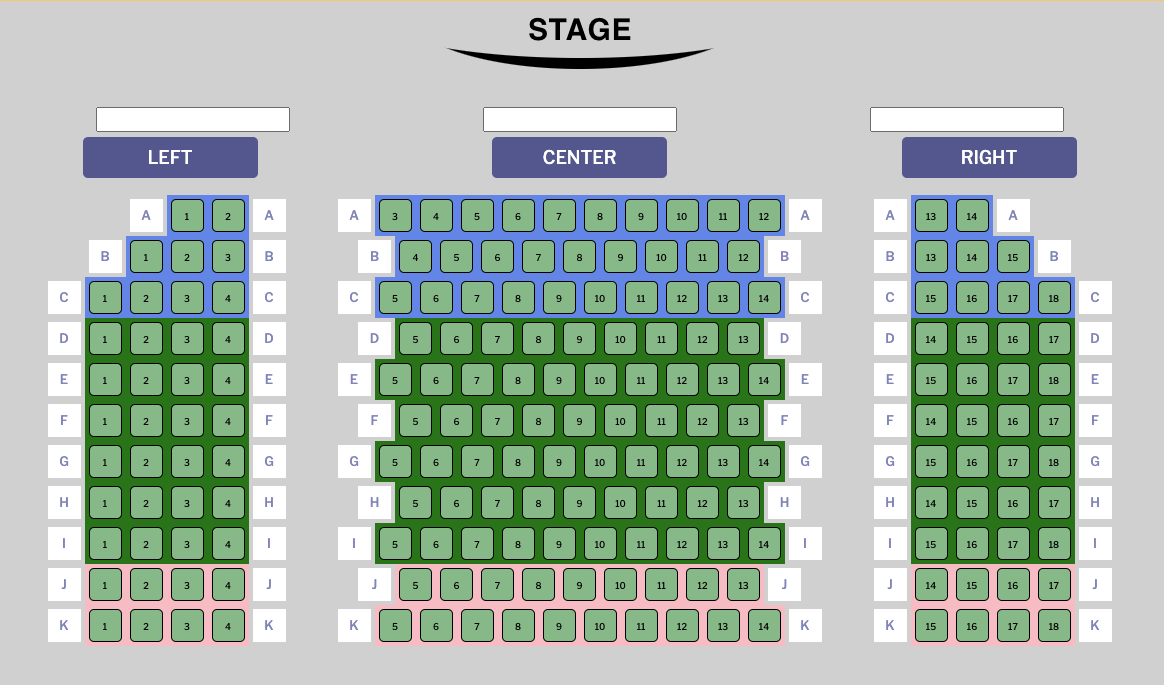 STAGE
LEFT CENTER RIGHT
A 1 2 A A 3 4 5 6 7 8 9 10 11 12 A A 13 14 A
B 1 2 3 B B 4 5 6 7 8 9 10 11 12 B B 13 14 15 B
C 1 2 3 4 C C 5 6 7 8 9 10 11 12 13 14 C C 15 16 17 18 C
D 1 2 3 4 D D 5 6 7 8 9 10 11 12 13 D D 14 15 16 17 D
E 1 2 3 4 E E 5 6 7 8 9 10 11 12 13 14 E E 15 16 17 18 E
F 1 2 3 4 F F 5 6 7 8 9 10 11 12 13 F F 14 15 16 17 F
G 1 2 3 4 G G 5 6 7 8 9 10 11 12 13 14 G G 15 16 17 18 G
H 1 2 3 4 H H 5 6 7 8 9 10 11 12 13 H H 14 15 16 17 H
I 1 2 3 4 I I 5 6 7 8 9 10 11 12 13 14 I I 15 16 17 18 I
J 1 2 3 4 J J 5 6 7 8 9 10 11 12 13 J J 14 15 16 17 J
K 1 2 3 4 K K 5 6 7 8 9 10 11 12 13 14 K K 15 16 17 18 K